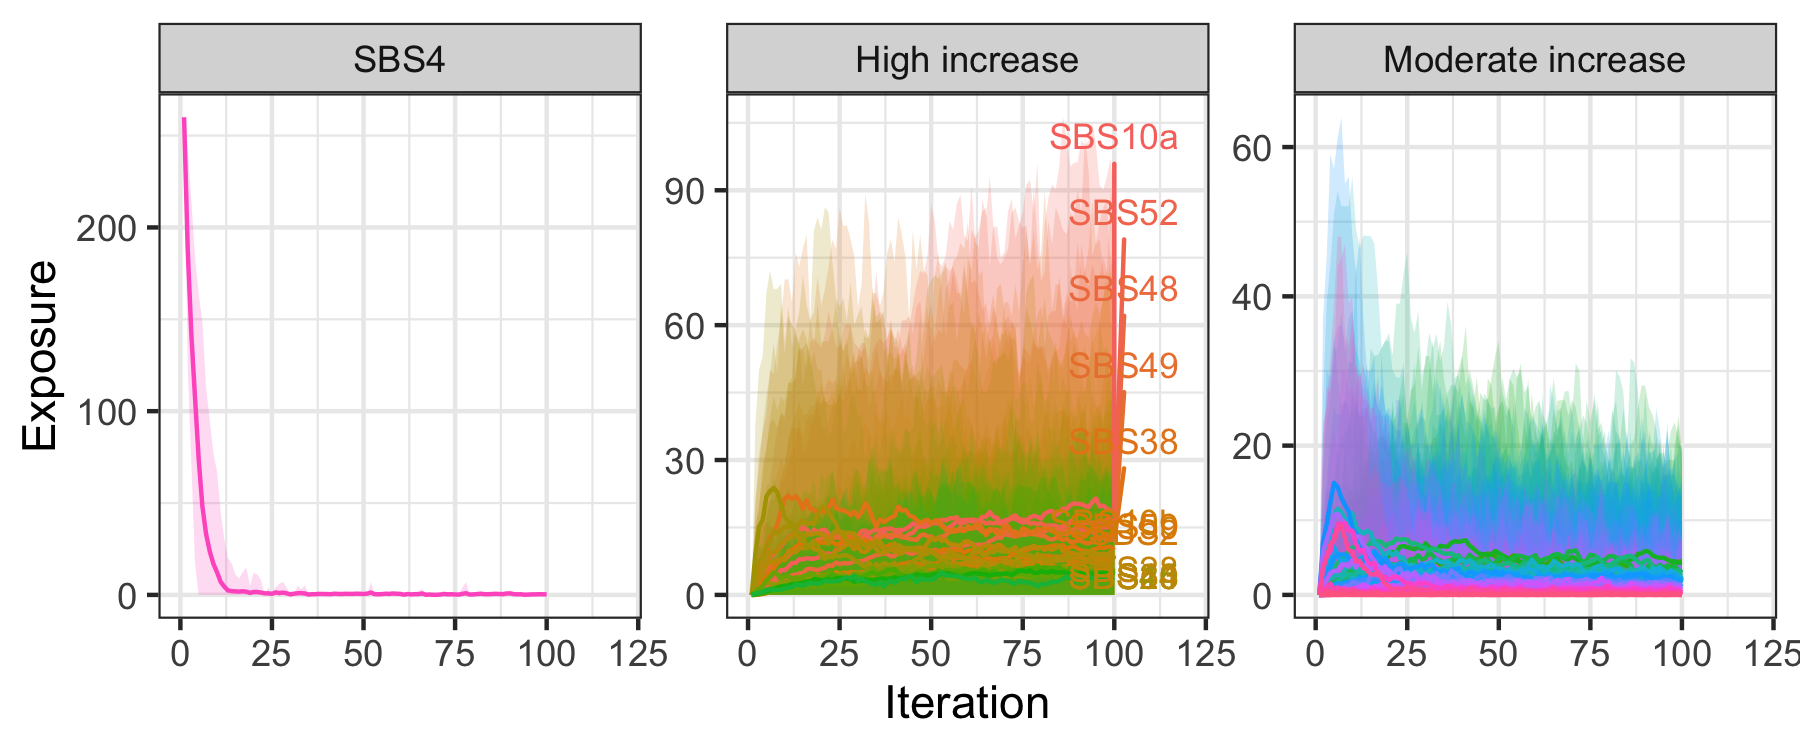 SBS4
High increase
Moderate increase
Exposure
200
100
0
90
60
30
0
60
40
20
0
SBS10a
SBS52
SBS48
SBS49
SBS38
0 25 50 75 100 125
0 25 50 75 100 125
0 25 50 75 100 125
Iteration